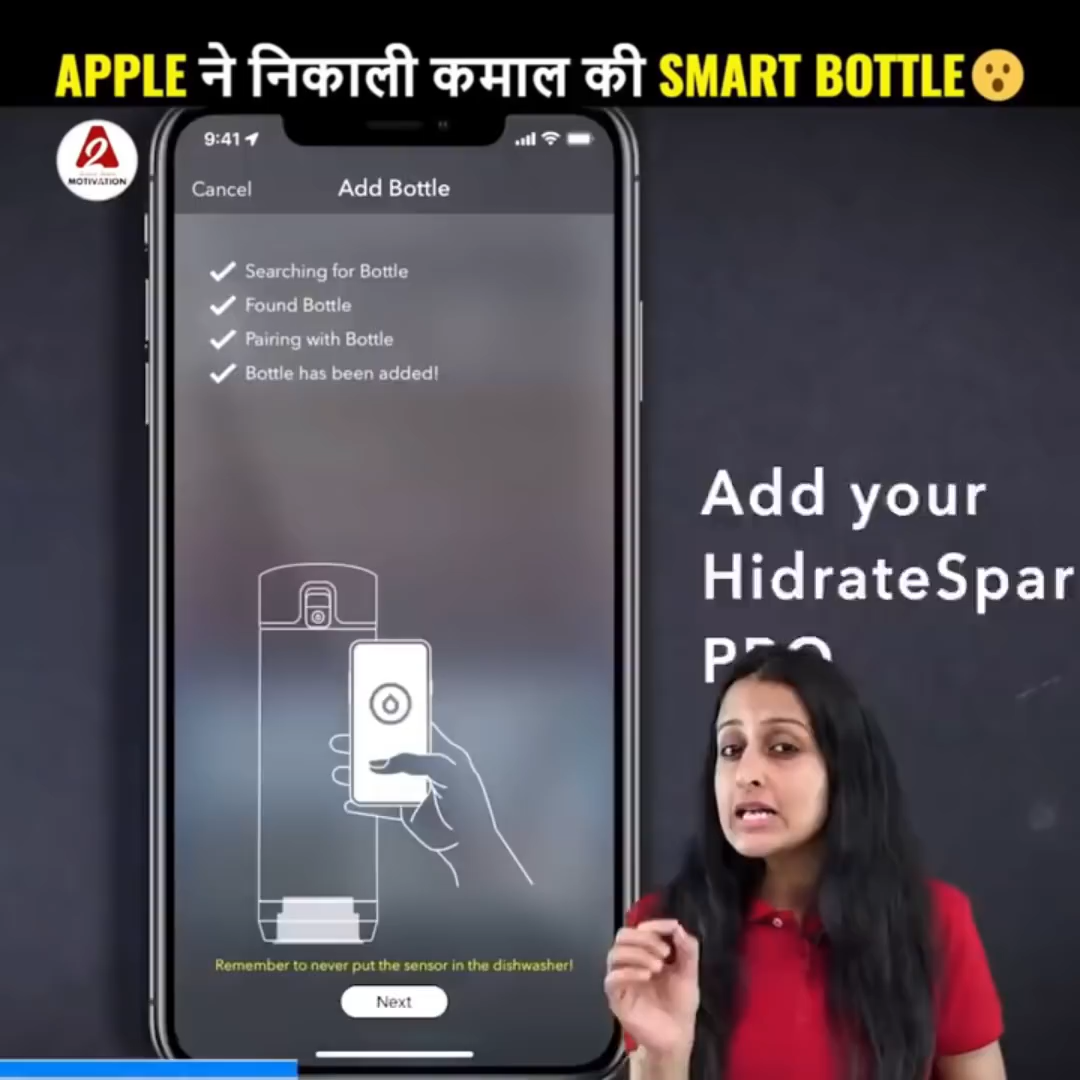 APPLE ने निकाली कमाल की SMART BOTTLE
MOTIVATION
9:41
Cancel
Add Bottle
Searching for Bottle
Found Bottle
Pairing with Bottle
Bottle has been added!
Add your
HidrateSpar
PRO
Remember to never put the sensor in the dishwasher!
Next